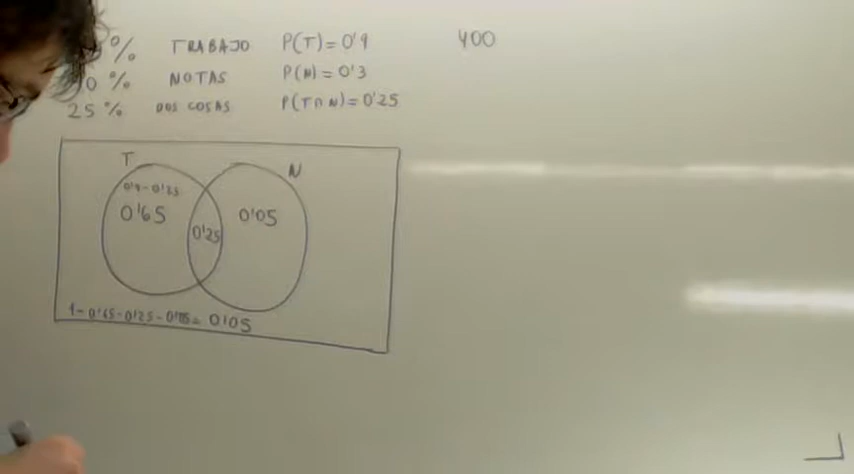 % TRABAJO P(T)=0'9 400
0 % NOTAS P(N)=0'3
25 % DOS COSAS P(T∩N)=0'25
T
N
0'9-0'25
0'65
0'25
0'05
1-0'65-0'25-0'05= 0'05